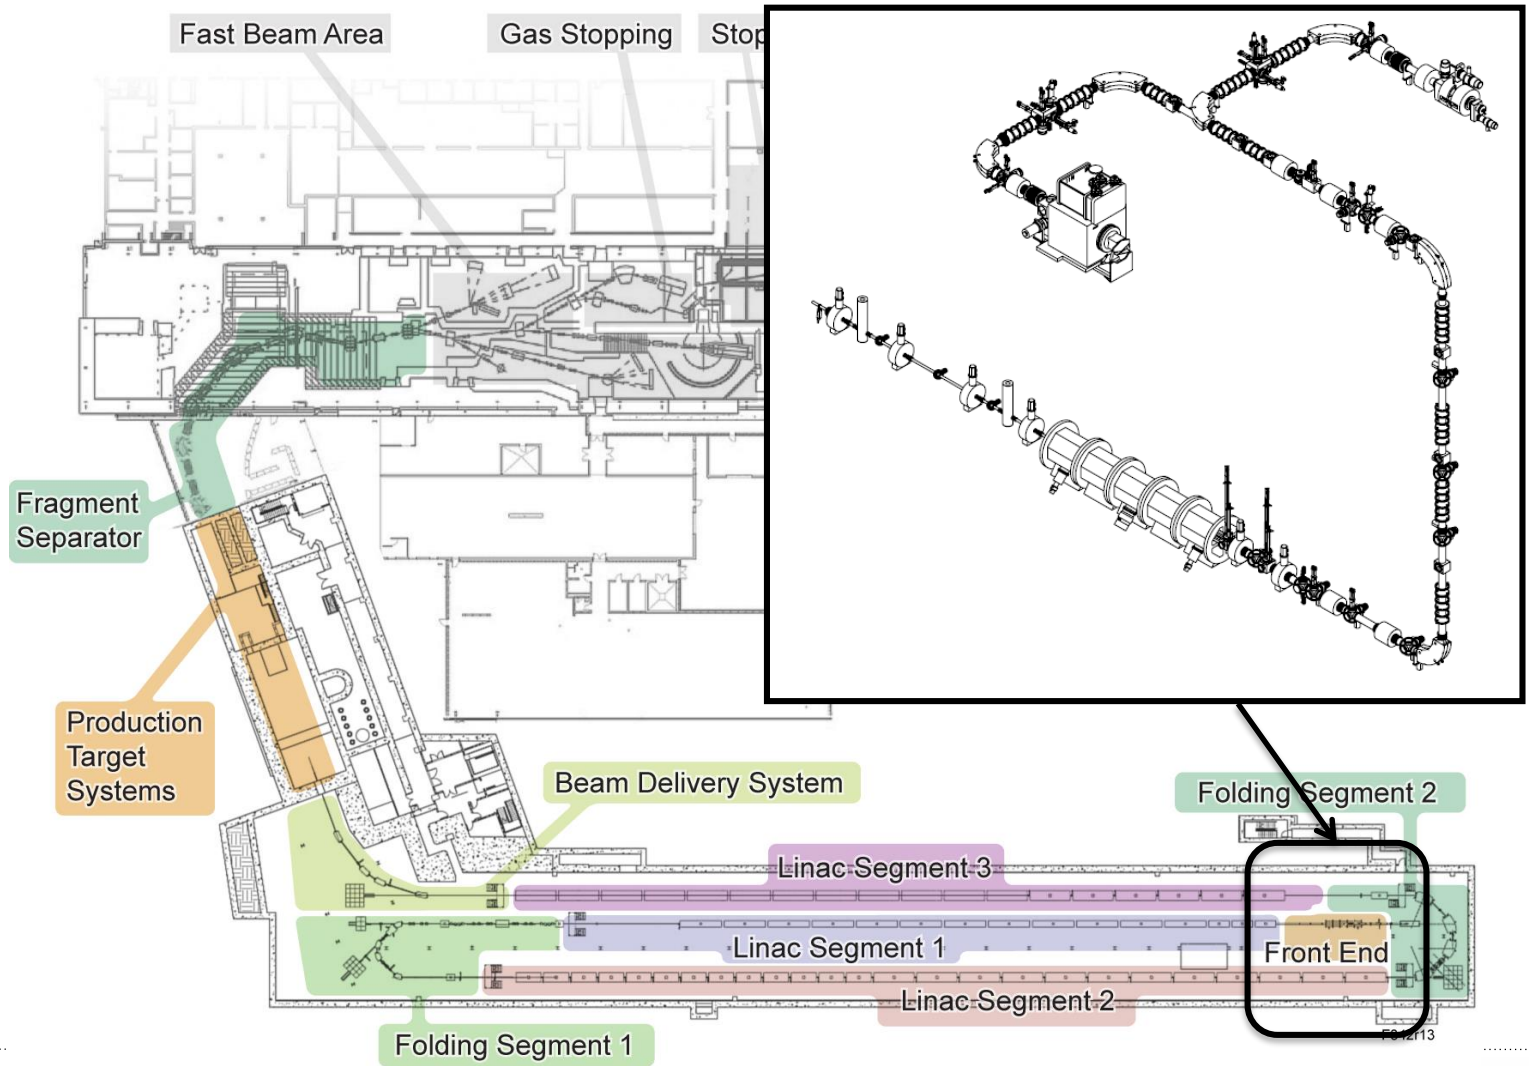 Fast Beam Area
Gas Stopping
Stop
Fragment
Separator
Production
Target
Systems
Beam Delivery System
Folding Segment 2
Linac Segment 3
Linac Segment 1
Front End
Linac Segment 2
Folding Segment 1